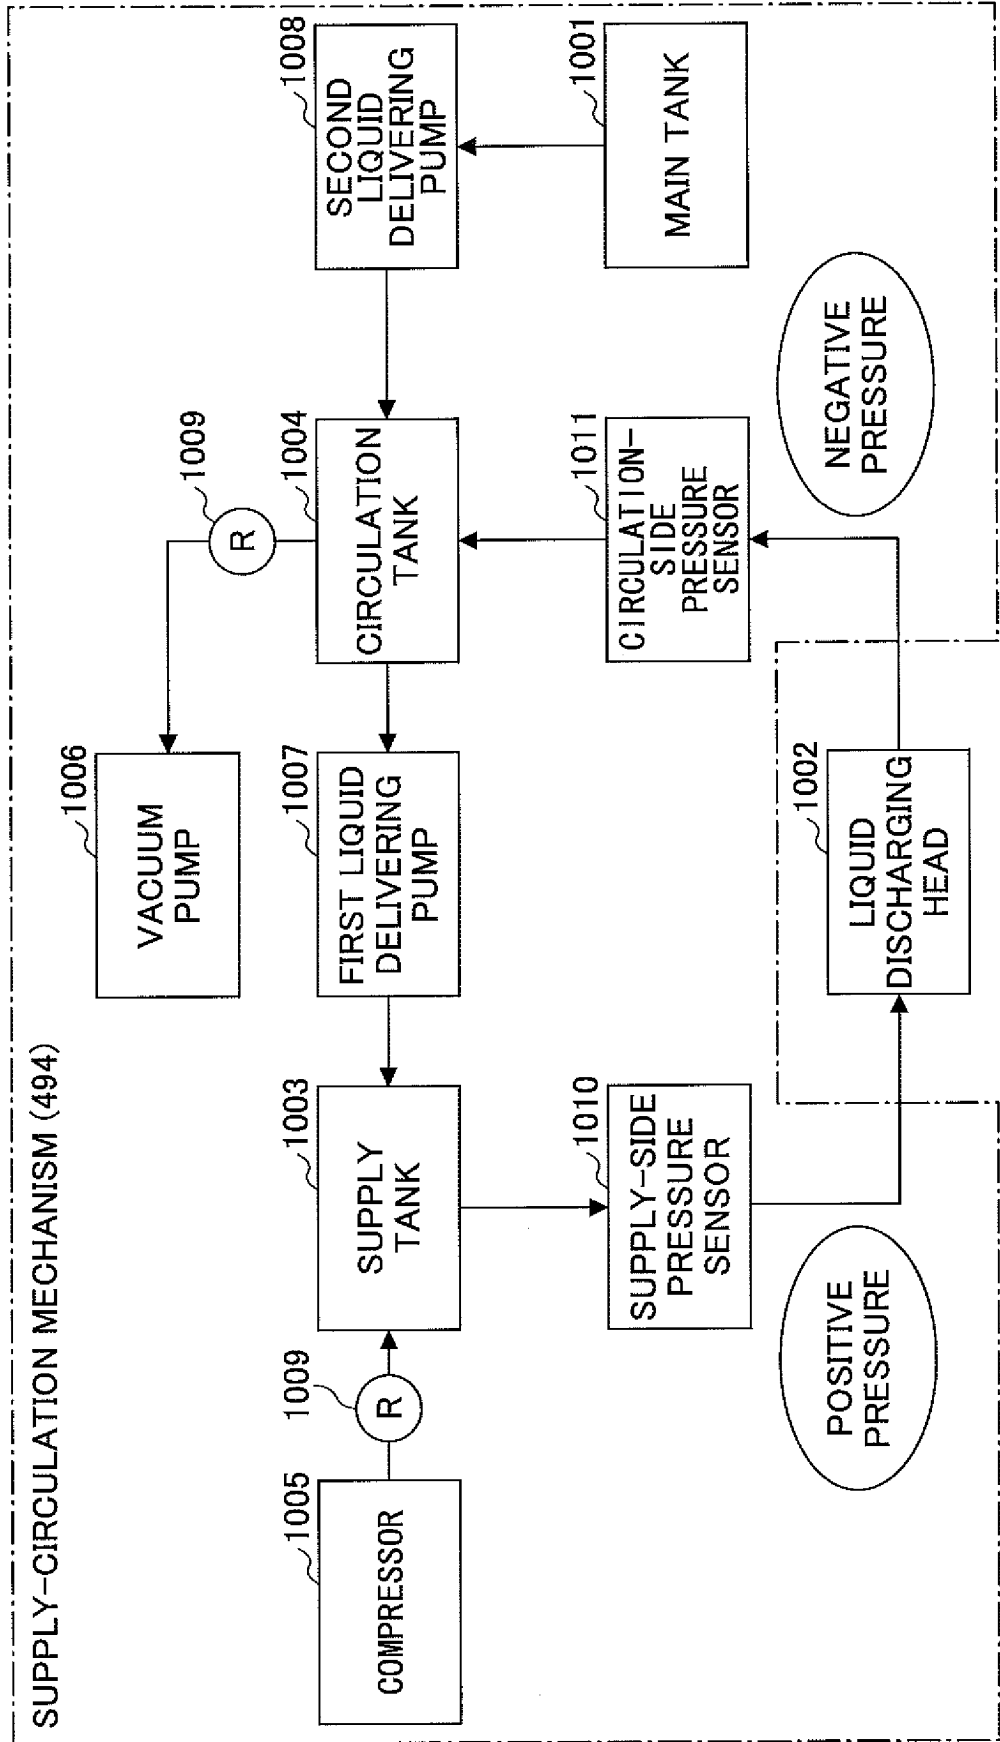 SUPPLY-CIRCULATION MECHANISM (494)
1005
COMPRESSOR
1009
R
1003
SUPPLY
TANK
1007
FIRST LIQUID
DELIVERING
PUMP
1006
VACUUM
PUMP
1009
R
1004
CIRCULATION
TANK
1008
SECOND
LIQUID
DELIVERING
PUMP
1010
SUPPLY-SIDE
PRESSURE
SENSOR
1011
CIRCULATION-
SIDE
PRESSURE
SENSOR
1001
MAIN TANK
POSITIVE
PRESSURE
1002
LIQUID
DISCHARGING
HEAD
NEGATIVE
PRESSURE